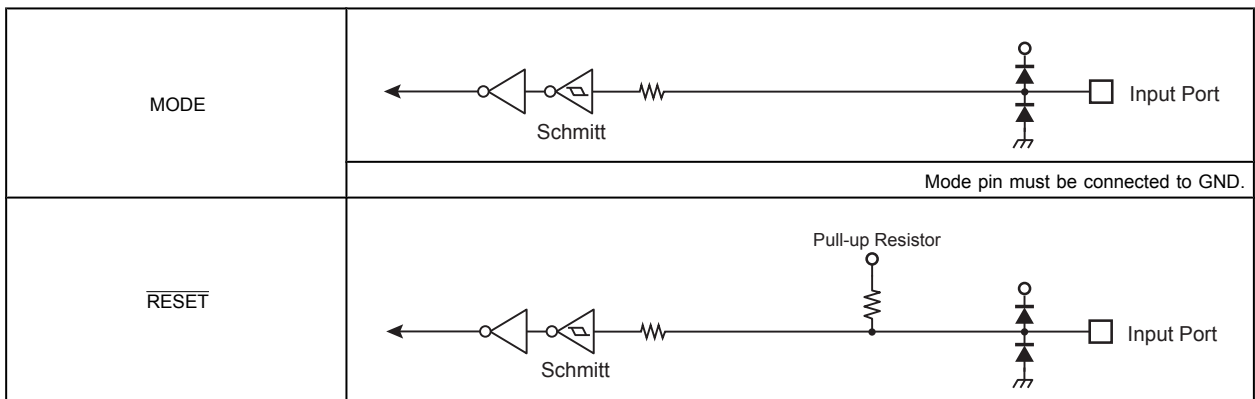 MODE
Input Port
Schmitt
Mode pin must be connected to GND.
Pull-up Resistor
RESET
Input Port
Schmitt